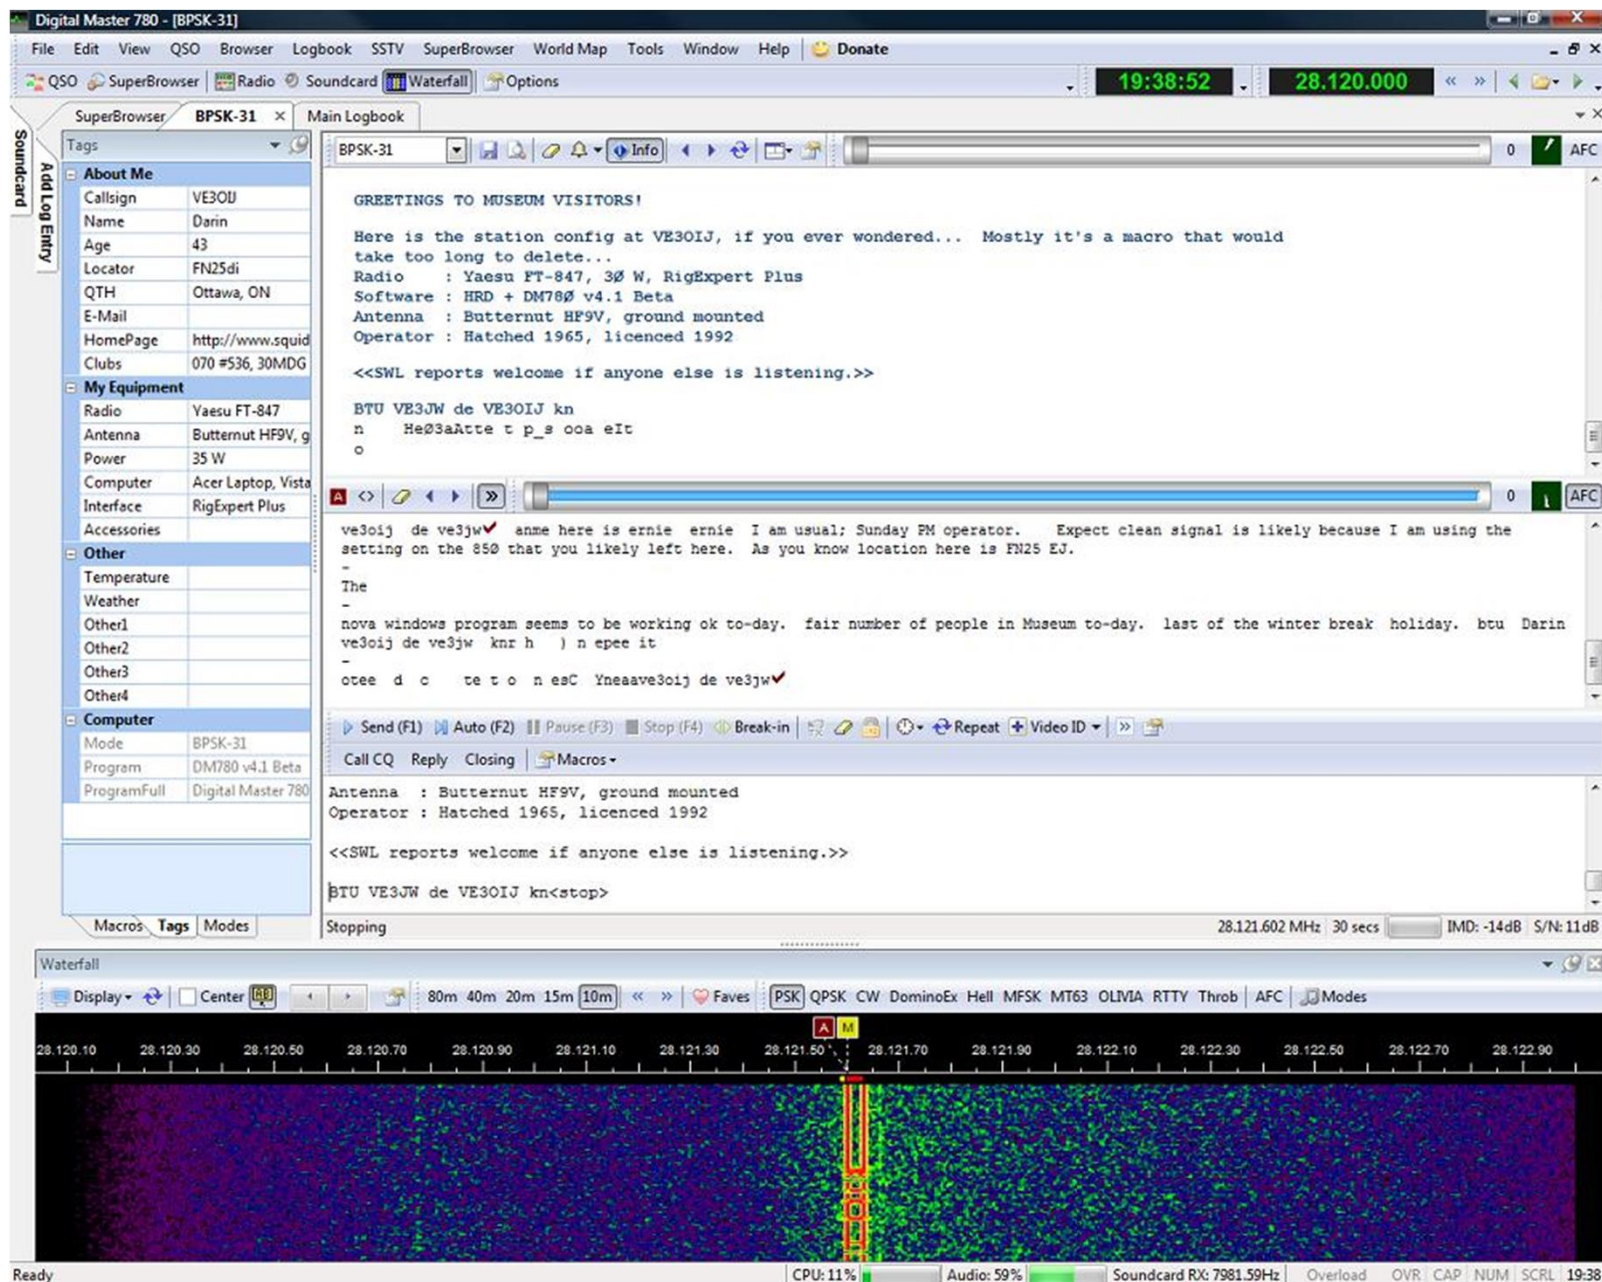 Digital Master 780 - [BPSK-31]
File Edit View QSO Browser Logbook SSTV SuperBrowser World Map Tools Window Help Donate
QSO SuperBrowser Radio Soundcard Waterfall Options 19:38:52 28.120.000
SuperBrowser BPSK-31 Main Logbook
Soundcard
Add Log Entry
Tags
About Me
Callsign VE3OIJ
Name Darin
Age 43
Locator FN25di
QTH Ottawa, ON
E-Mail
HomePage http://www.squid
Clubs 070 #536, 30MDG
My Equipment
Radio Yaesu FT-847
Antenna Butternut HF9V, g
Power 35 W
Computer Acer Laptop, Vista
Interface RigExpert Plus
Accessories
Other
Temperature
Weather
Other1
Other2
Other3
Other4
Computer
Mode BPSK-31
Program DM780 v4.1 Beta
ProgramFull Digital Master 780
Macros Tags Modes
BPSK-31 Info 0 AFC
GREETINGS TO MUSEUM VISITORS!
Here is the station config at VE3OIJ, if you ever wondered... Mostly it's a macro that would
take too long to delete...
Radio : Yaesu FT-847, 3Ø W, RigExpert Plus
Software : HRD + DM78Ø v4.1 Beta
Antenna : Butternut HF9V, ground mounted
Operator : Hatched 1965, licenced 1992
<<SWL reports welcome if anyone else is listening.>>
BTU VE3JW de VE3OIJ kn
n HeØ3aAtte t p_s ooa eIt
o
A <> » 0 AFC
ve3oij de ve3jw✔ anme here is ernie ernie I am usual; Sunday PM operator. Expect clean signal is likely because I am using the
setting on the 85Ø that you likely left here. As you know location here is FN25 EJ.
-
The
-
nova windows program seems to be working ok to-day. fair number of people in Museum to-day. last of the winter break holiday. btu Darin
ve3oij de ve3jw knr h ) n epee it
-
otee d c te t o n esC Yneaave3oij de ve3jw✔
Send (F1) Auto (F2) Pause (F3) Stop (F4) Break-in Repeat Video ID »
Call CQ Reply Closing Macros
Antenna : Butternut HF9V, ground mounted
Operator : Hatched 1965, licenced 1992
<<SWL reports welcome if anyone else is listening.>>
BTU VE3JW de VE3OIJ kn<stop>
Stopping 28.121.602 MHz 30 secs IMD: -14dB S/N: 11dB
Waterfall
Display Center 80m 40m 20m 15m 10m « » Faves PSK QPSK CW DominoEx Hell MFSK MT63 OLIVIA RTTY Throb AFC Modes
A M
28.120.10 28.120.30 28.120.50 28.120.70 28.120.90 28.121.10 28.121.30 28.121.50 28.121.70 28.121.90 28.122.10 28.122.30 28.122.50 28.122.70 28.122.90
Ready CPU: 11% Audio: 59% Soundcard RX: 7981.59Hz Overload OVR CAP NUM SCRL 19:38